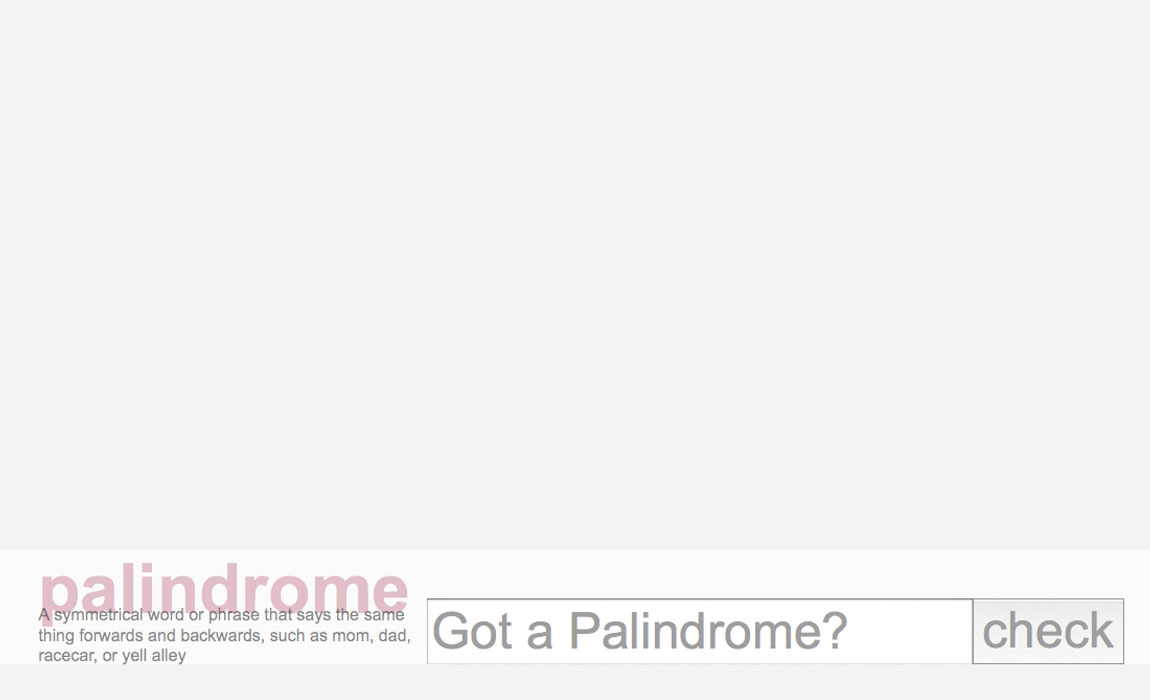 palindrome
A symmetrical word or phrase that says the same
thing forwards and backwards, such as mom, dad,
racecar, or yell alley
Got a Palindrome?
check